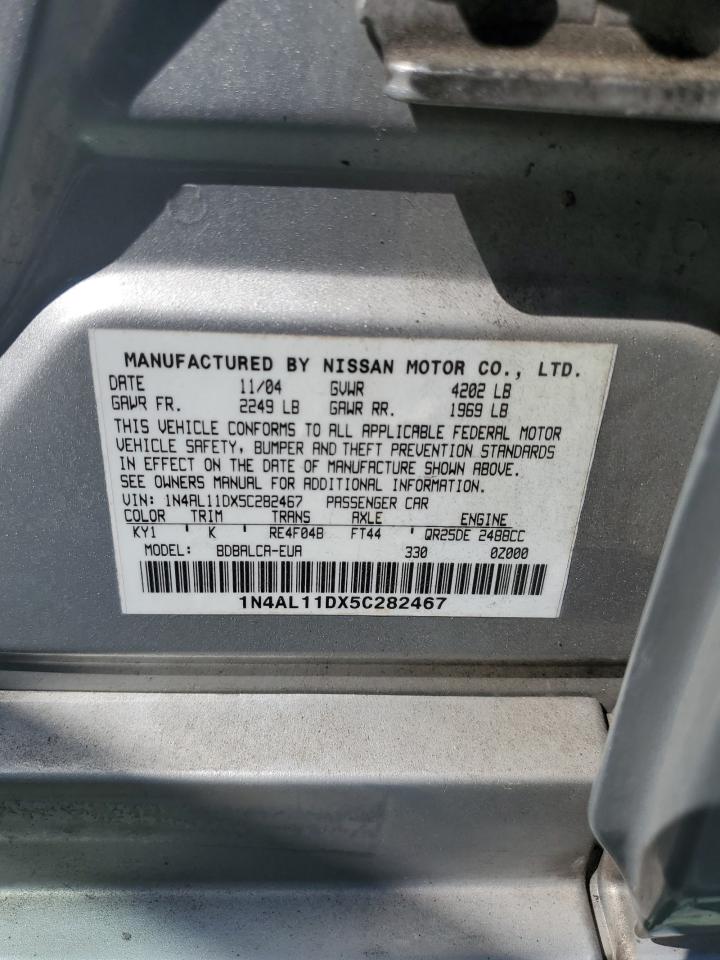 MANUFACTURED BY NISSAN MOTOR CO., LTD.
DATE 11/04 GVWR 4202 LB
GAWR FR. 2249 LB GAWR RR. 1969 LB
THIS VEHICLE CONFORMS TO ALL APPLICABLE FEDERAL MOTOR
VEHICLE SAFETY, BUMPER AND THEFT PREVENTION STANDARDS
IN EFFECT ON THE DATE OF MANUFACTURE SHOWN ABOVE.
SEE OWNERS MANUAL FOR ADDITIONAL INFORMATION.
VIN: 1N4AL11DX5C282467 PASSENGER CAR
COLOR TRIM TRANS AXLE ENGINE
KY1 K RE4F04B FT44 QR25DE 2488CC
MODEL: BDBALCA-EUA 330 0Z000
1N4AL11DX5C282467